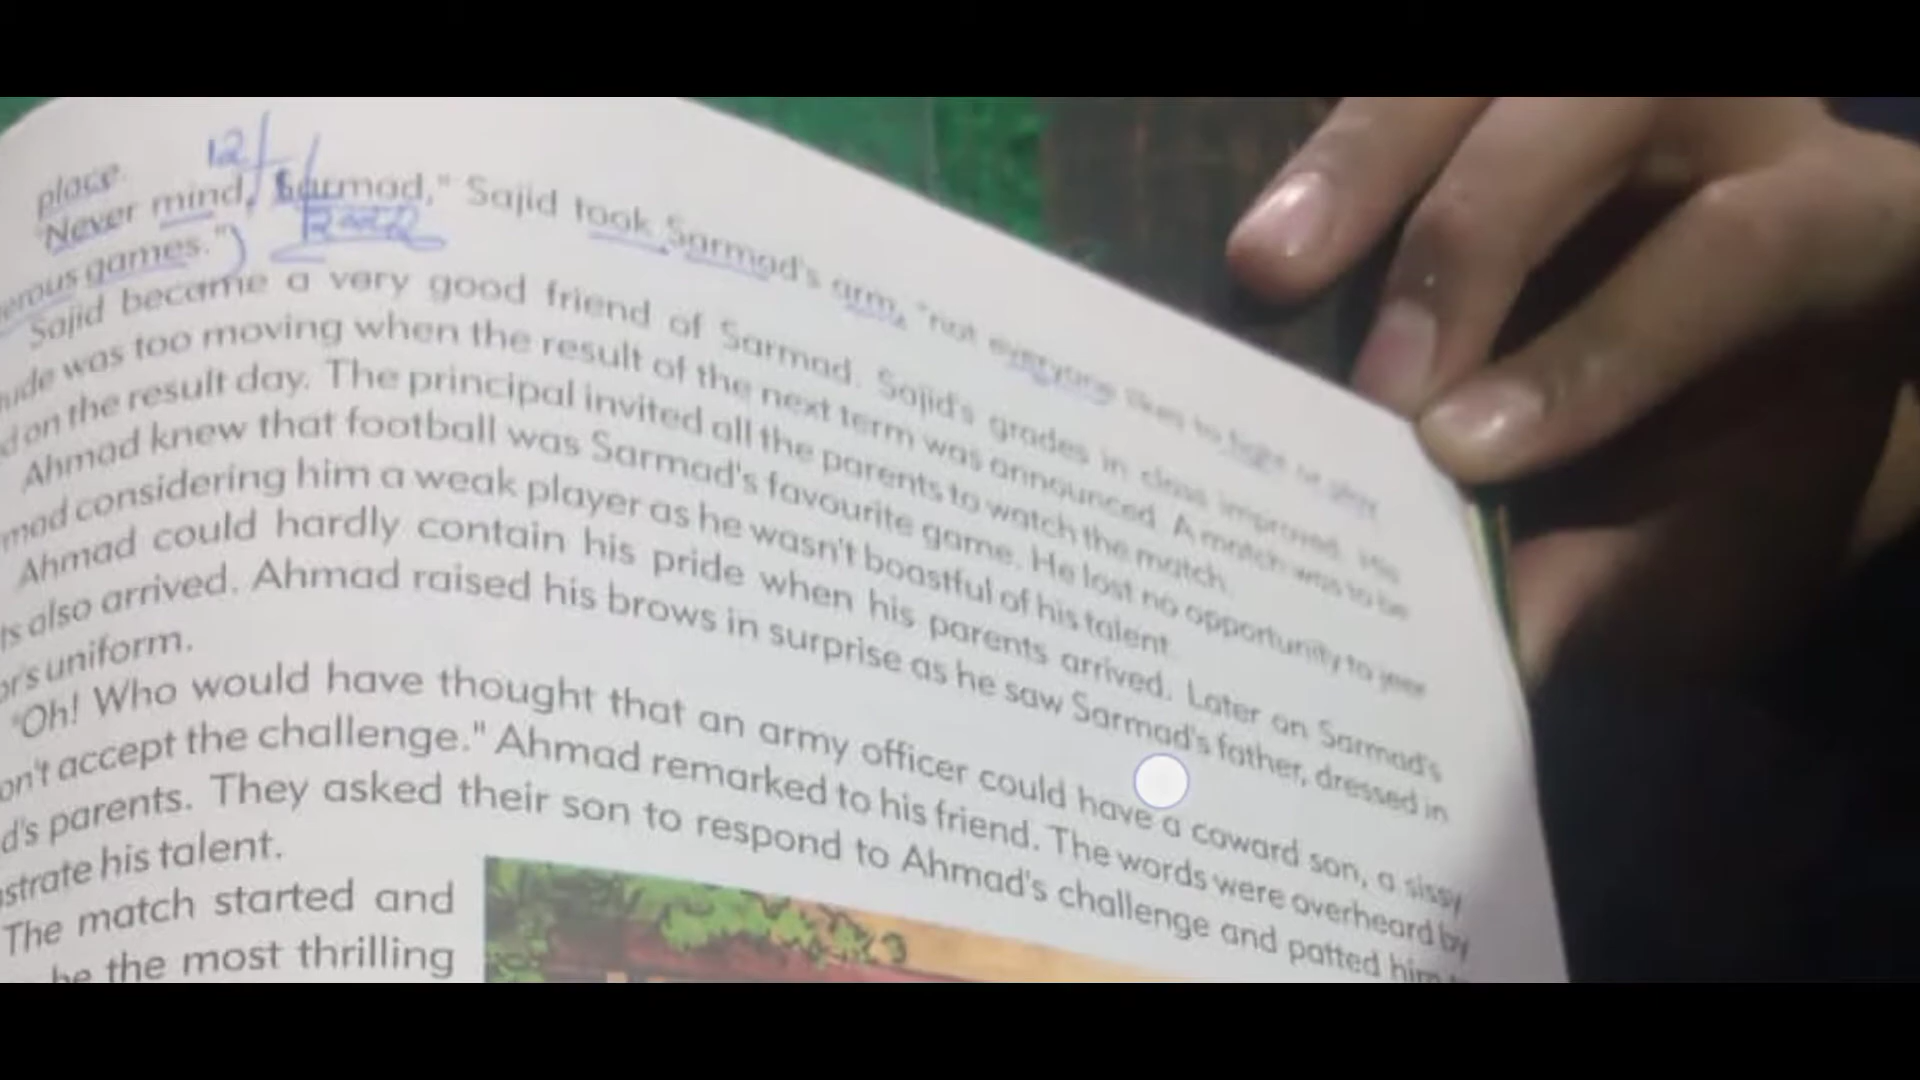 place.
"Never mind, Sarmad," Sajid took Sarmad's arm, "not everyone likes to fight or play
erous games."
12
Read
Sajid became a very good friend of Sarmad. Sajid's grades in class improved. His
was too moving when the result of the next term was announced. A match was to be
on the result day. The principal invited all the parents to watch the match.
Ahmad knew that football was Sarmad's favourite game. He lost no opportunity to jeer
mad considering him a weak player as he wasn't boastful of his talent.
Ahmad could hardly contain his pride when his parents arrived. Later on Sarmad's
ts also arrived. Ahmad raised his brows in surprise as he saw Sarmad's father, dressed in
or's uniform.
"Oh! Who would have thought that an army officer could have a coward son, a sissy
on't accept the challenge." Ahmad remarked to his friend. The words were overheard by
d's parents. They asked their son to respond to Ahmad's challenge and patted him
strate his talent.
The match started and
be the most thrilling